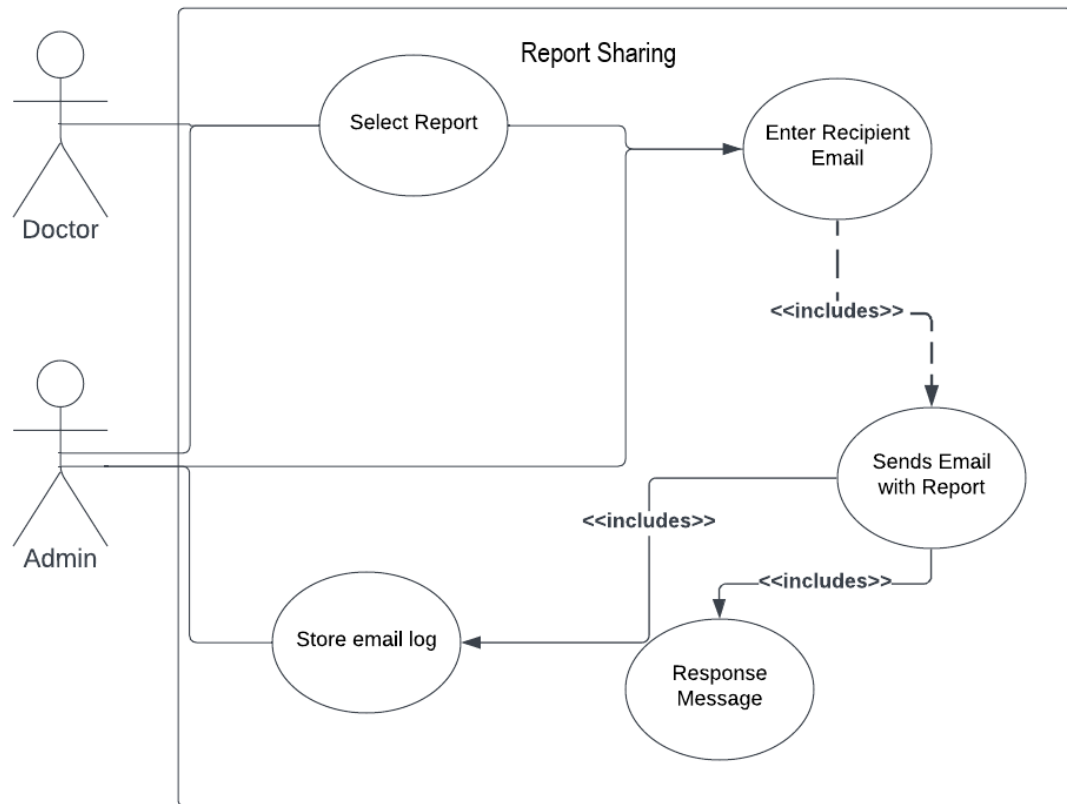 Report Sharing
Select Report
Enter Recipient
Email
Doctor
<<includes>>
Sends Email
with Report
<<includes>>
Admin
<<includes>>
Store email log
Response
Message